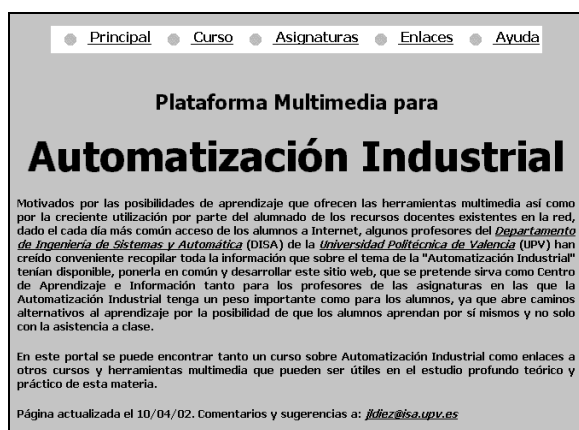 Principal Curso Asignaturas Enlaces Ayuda
Plataforma Multimedia para
Automatización Industrial
Motivados por las posibilidades de aprendizaje que ofrecen las herramientas multimedia así como
por la creciente utilización por parte del alumnado de los recursos docentes existentes en la red,
dado el cada día más común acceso de los alumnos a Internet, algunos profesores del Departamento
de Ingeniería de Sistemas y Automática (DISA) de la Universidad Politécnica de Valencia (UPV) han
creído conveniente recopilar toda la información que sobre el tema de la "Automatización Industrial"
tenían disponible, ponerla en común y desarrollar este sitio web, que se pretende sirva como Centro
de Aprendizaje e Información tanto para los profesores de las asignaturas en las que la
Automatización Industrial tenga un peso importante como para los alumnos, ya que abre caminos
alternativos al aprendizaje por la posibilidad de que los alumnos aprendan por sí mismos y no solo
con la asistencia a clase.
En este portal se puede encontrar tanto un curso sobre Automatización Industrial como enlaces a
otros cursos y herramientas multimedia que pueden ser útiles en el estudio profundo teórico y
práctico de esta materia.
Página actualizada el 10/04/02. Comentarios y sugerencias a: jldiez@isa.upv.es